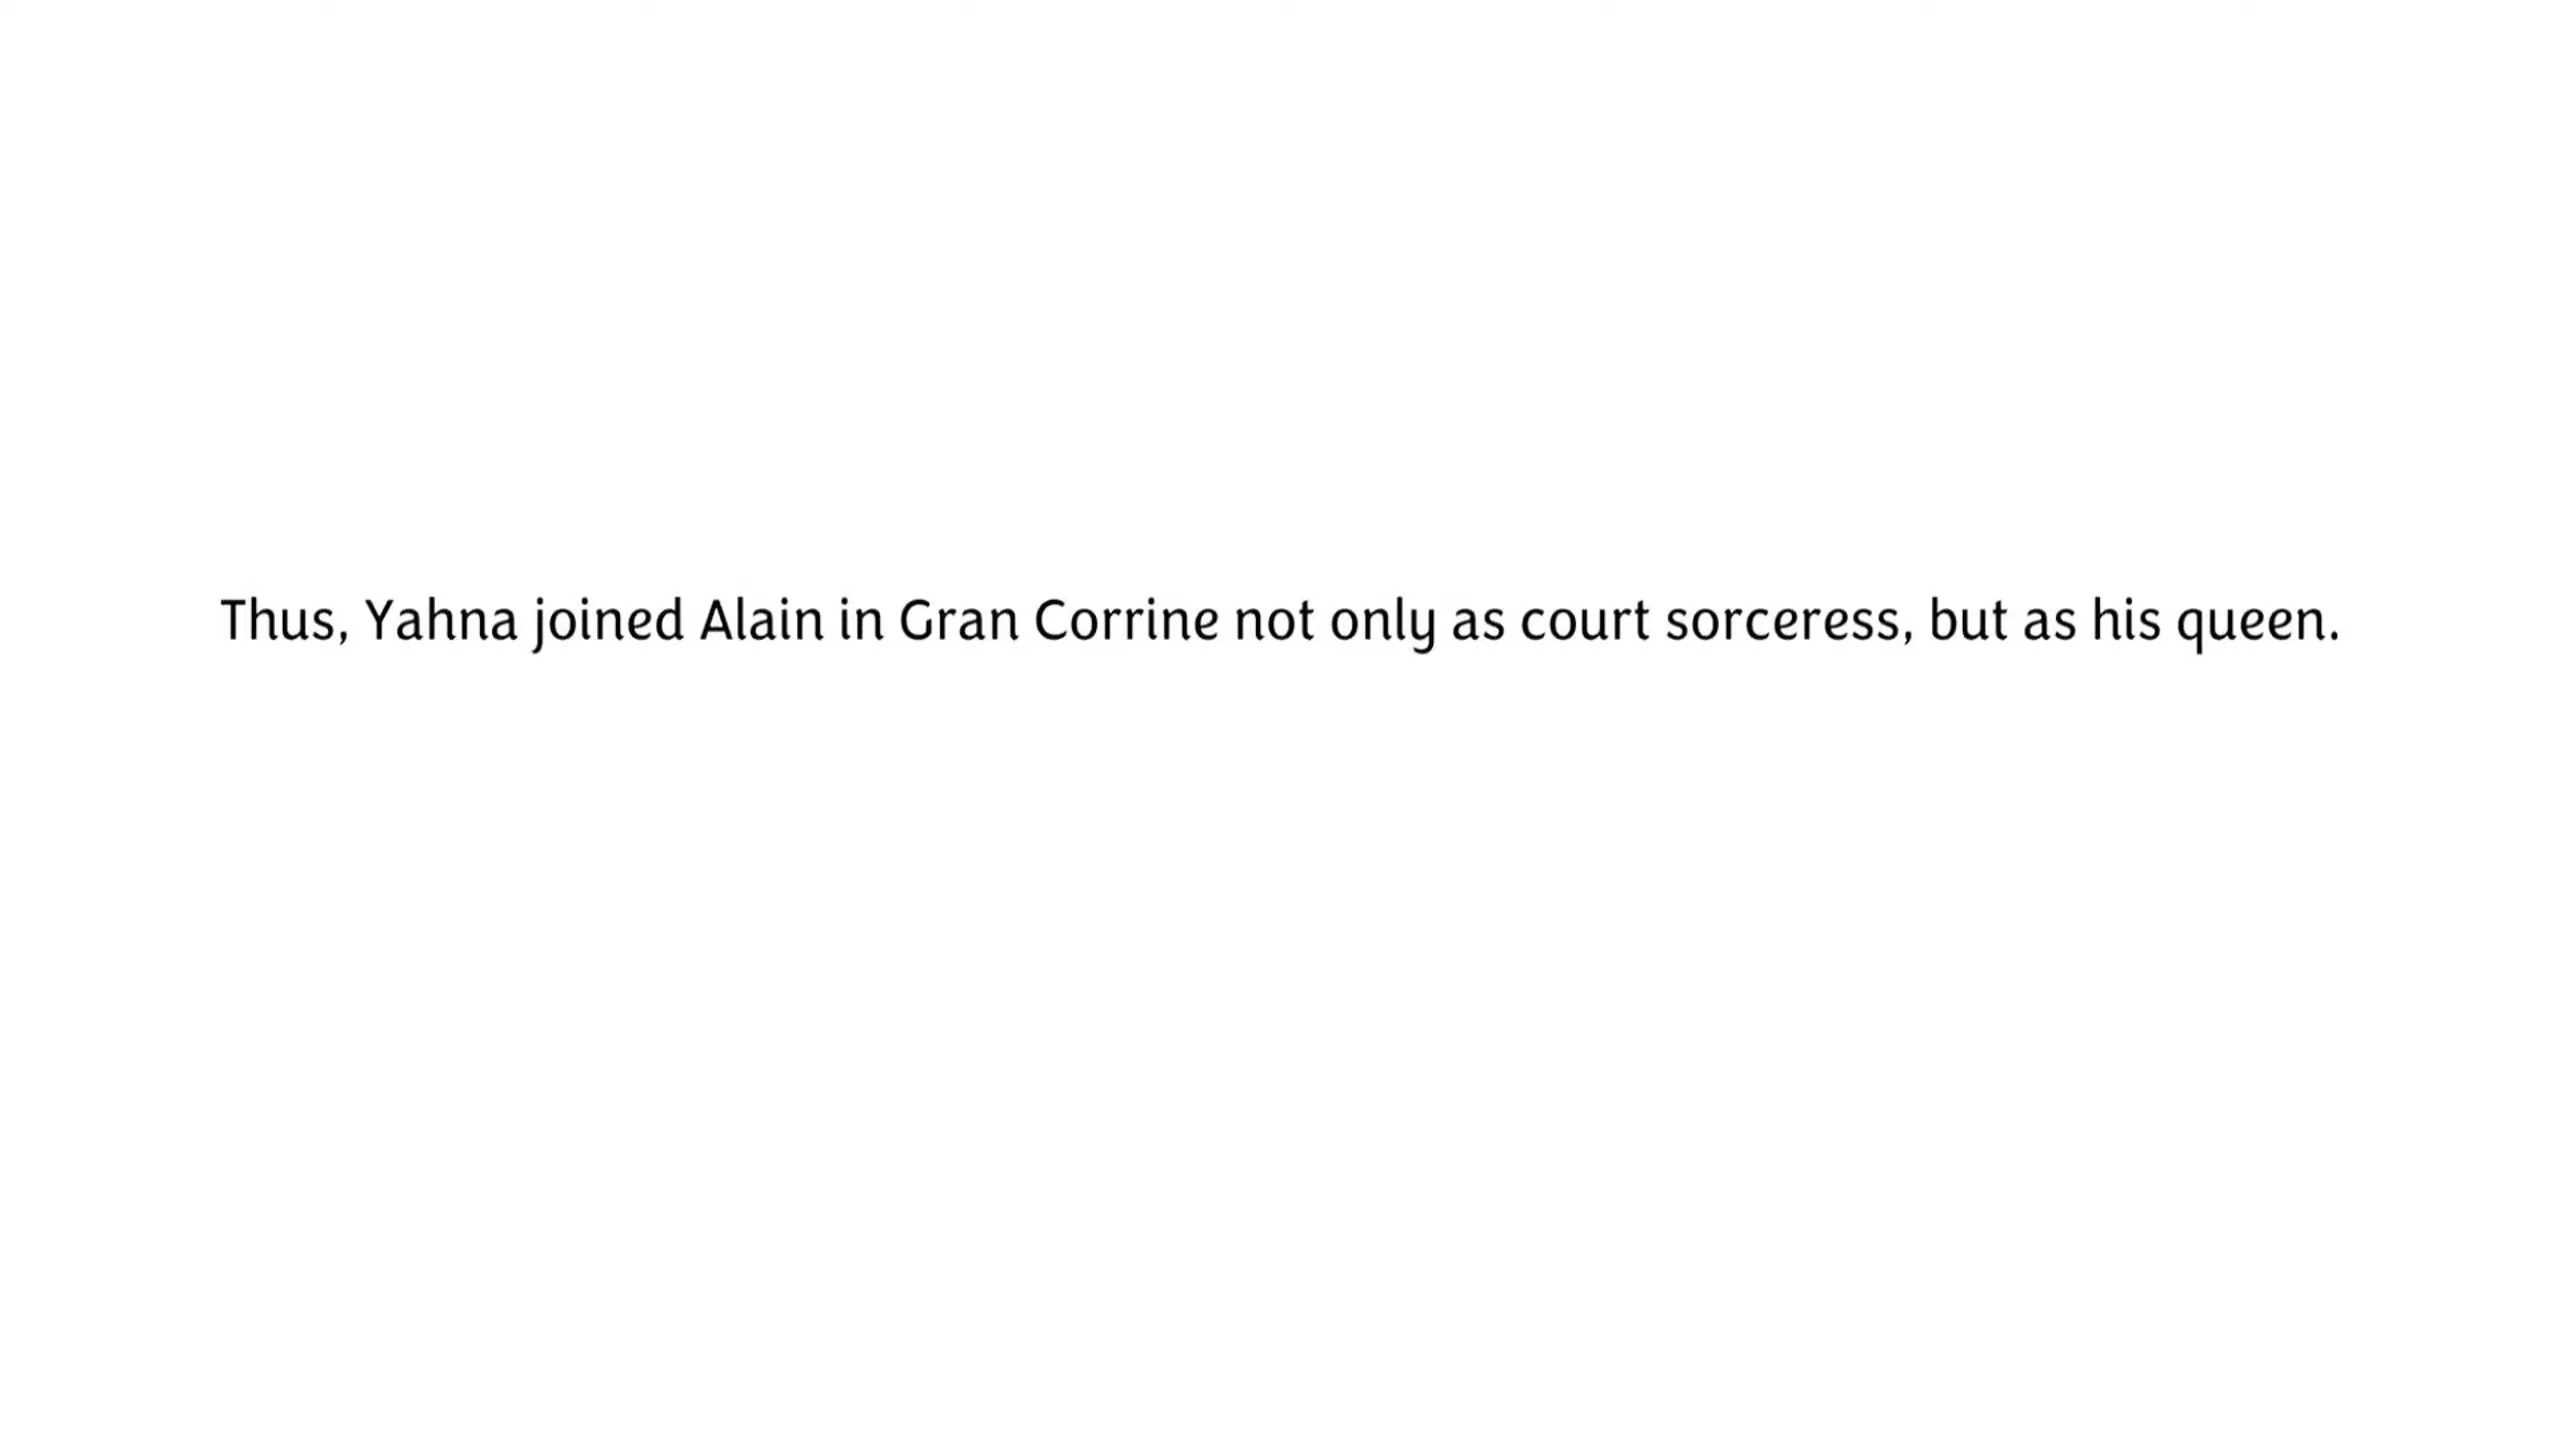 Thus, Yahna joined Alain in Gran Corrine not only as court sorceress, but as his queen.